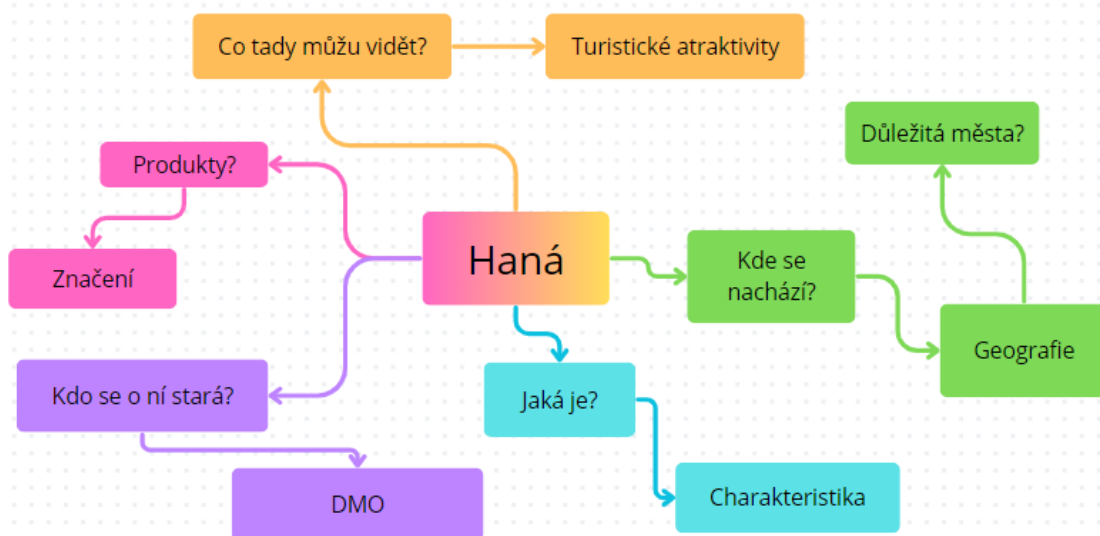 Co tady můžu vidět?
Turistické atraktivity
Důležitá města?
Produkty?
Haná
Kde se
nachází?
Značení
Geografie
Kdo se o ní stará?
Jaká je?
DMO
Charakteristika